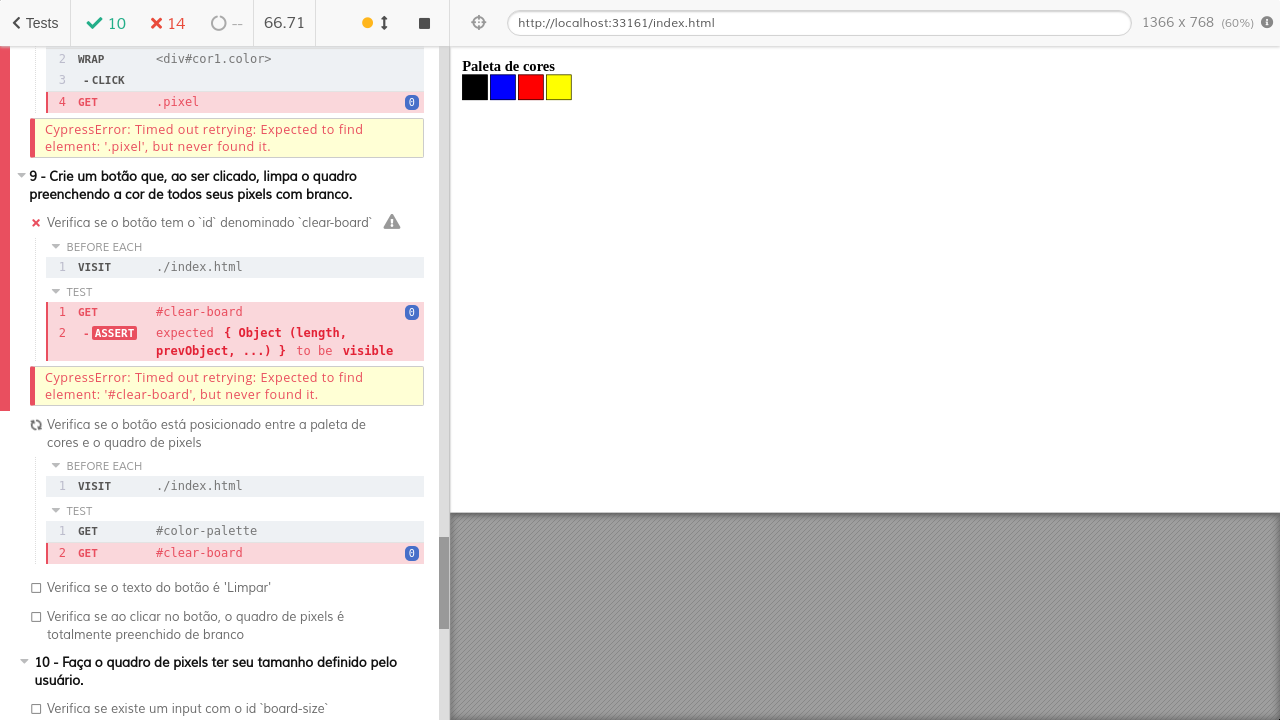 Tests
10
14
--
66.71
http://localhost:33161/index.html
1366 x 768 (60%)
2 WRAP <div#cor1.color>
3 -CLICK
4 GET .pixel 0
CypressError: Timed out retrying: Expected to find
element: '.pixel', but never found it.
9 - Crie um botão que, ao ser clicado, limpa o quadro
preenchendo a cor de todos seus pixels com branco.
Verifica se o botão tem o `id` denominado `clear-board`
BEFORE EACH
1 VISIT ./index.html
TEST
1 GET #clear-board 0
2 -ASSERT expected { Object (length,
prevObject, ...) } to be visible
CypressError: Timed out retrying: Expected to find
element: '#clear-board', but never found it.
Verifica se o botão está posicionado entre a paleta de
cores e o quadro de pixels
BEFORE EACH
1 VISIT ./index.html
TEST
1 GET #color-palette
2 GET #clear-board 0
Verifica se o texto do botão é 'Limpar'
Verifica se ao clicar no botão, o quadro de pixels é
totalmente preenchido de branco
10 - Faça o quadro de pixels ter seu tamanho definido pelo
usuário.
Verifica se existe um input com o id `board-size`
Paleta de cores